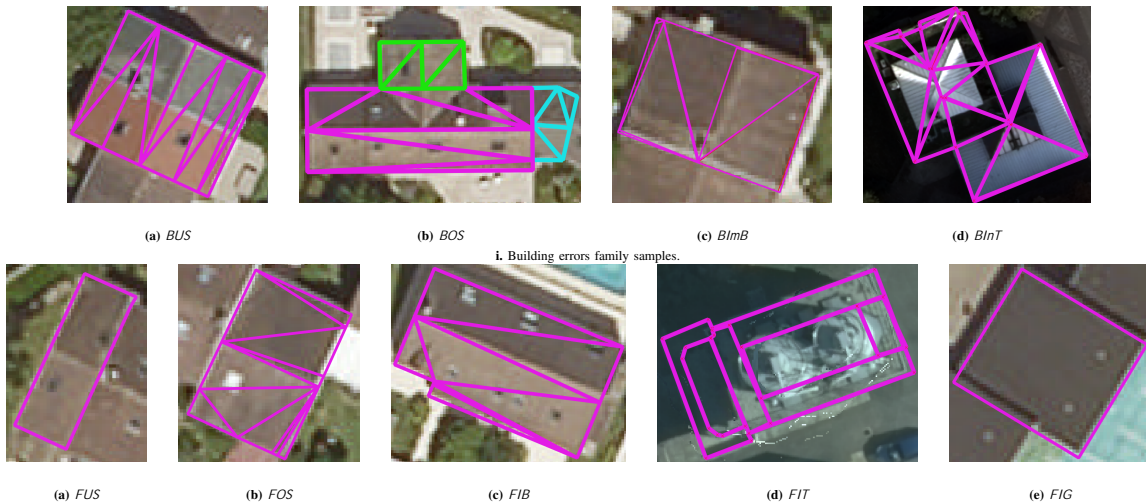 (a) BUS
(b) BOS
(c) BImB
(d) BInT
i. Building errors family samples.
(a) FUS
(b) FOS
(c) FIB
(d) FIT
(e) FIG